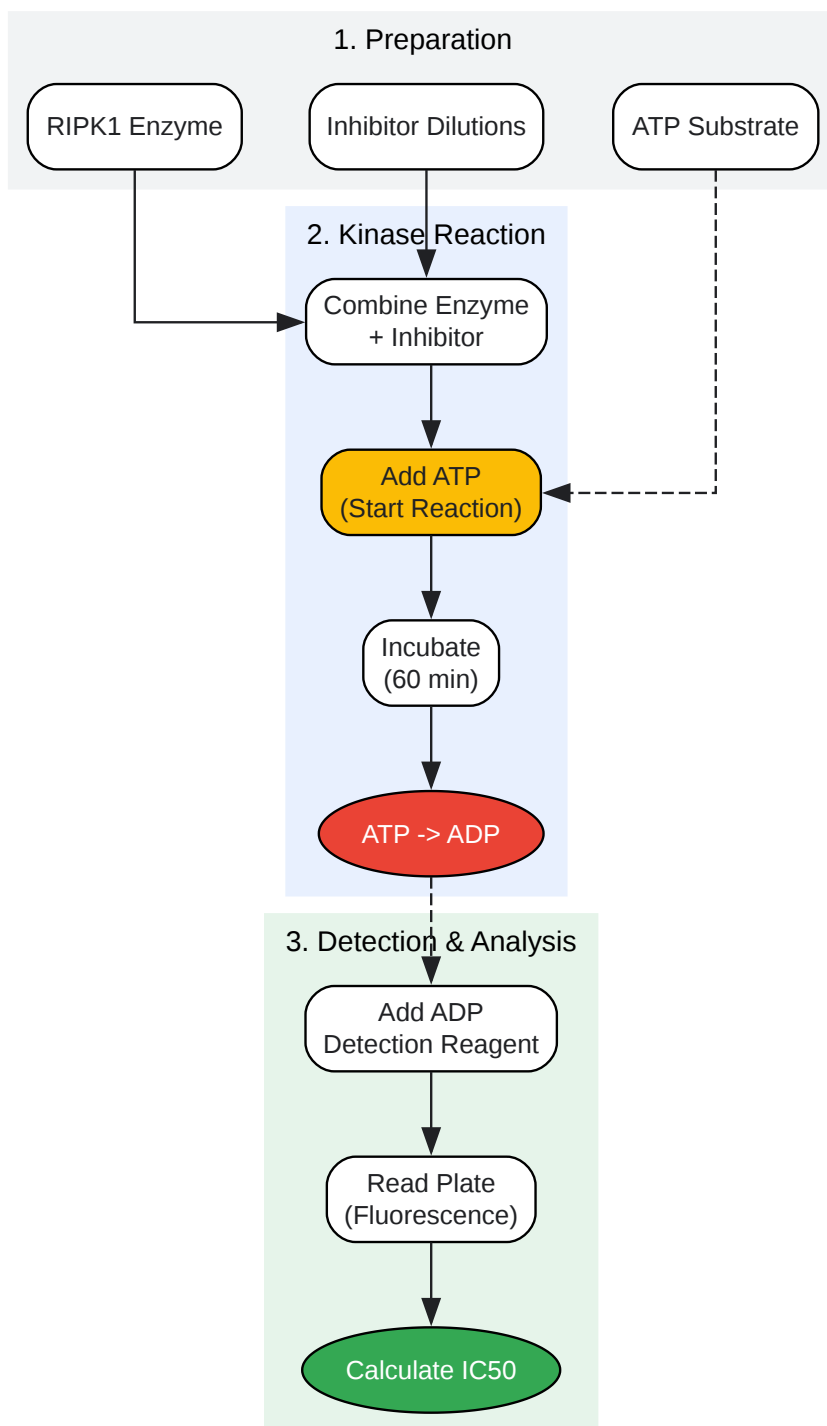 1. Preparation
RIPK1 Enzyme
Inhibitor Dilutions
ATP Substrate
2. Kinase Reaction
Combine Enzyme
+ Inhibitor
Add ATP
(Start Reaction)
Incubate
(60 min)
ATP -> ADP
3. Detection & Analysis
Add ADP
Detection Reagent
Read Plate
(Fluorescence)
Calculate IC50